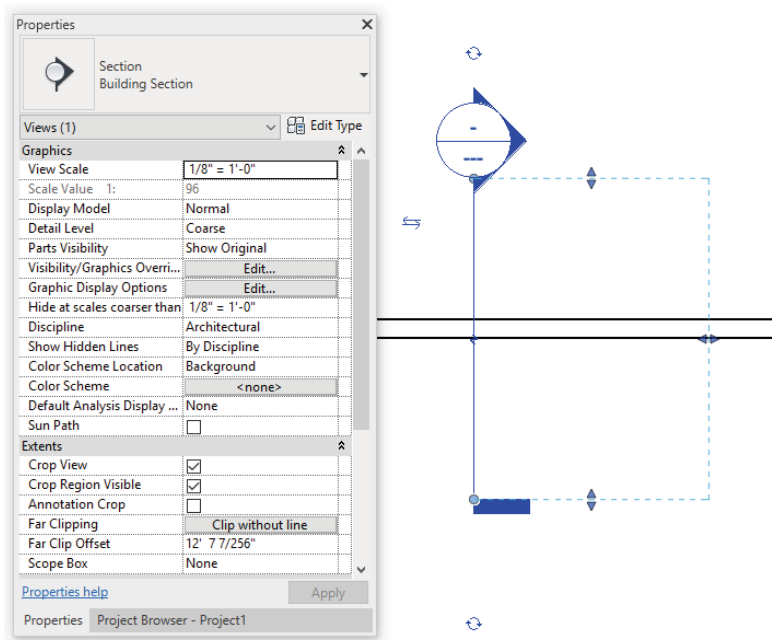 Properties
Section
Building Section
Views (1) Edit Type
Graphics
View Scale 1/8" = 1'-0"
Scale Value 1: 96
Display Model Normal
Detail Level Coarse
Parts Visibility Show Original
Visibility/Graphics Overri... Edit...
Graphic Display Options Edit...
Hide at scales coarser than 1/8" = 1'-0"
Discipline Architectural
Show Hidden Lines By Discipline
Color Scheme Location Background
Color Scheme <none>
Default Analysis Display ... None
Sun Path
Extents
Crop View
Crop Region Visible
Annotation Crop
Far Clipping Clip without line
Far Clip Offset 12' 7 7/256"
Scope Box None
Properties help Apply
Properties Project Browser - Project1
-
---